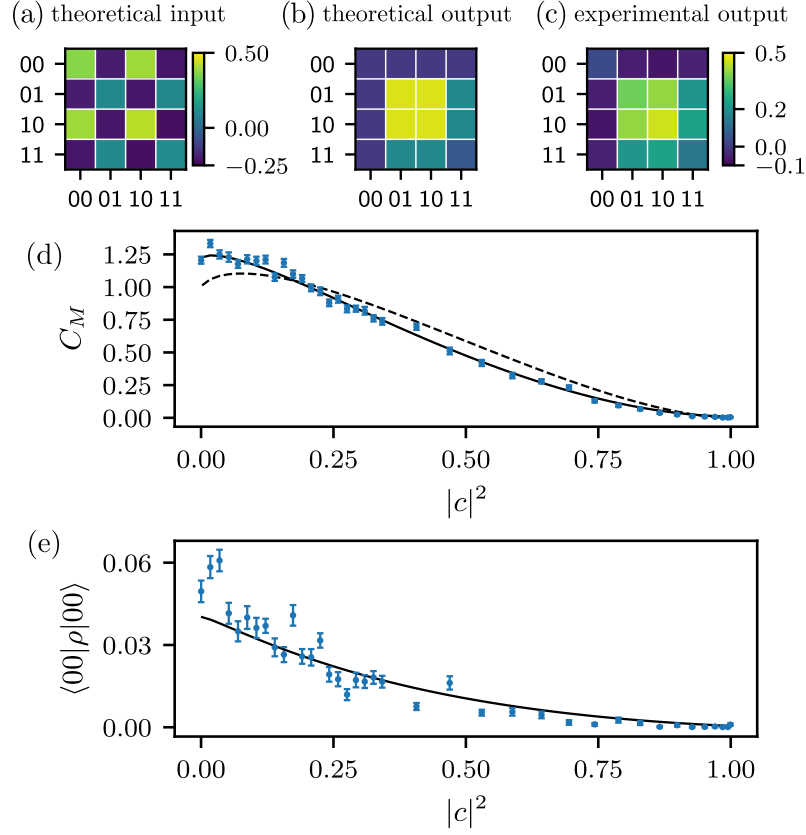 (a) theoretical input
(b) theoretical output
(c) experimental output
00
01
10
11
00 01 10 11
0.50
0.00
−0.25
00
01
10
11
00 01 10 11
00
01
10
11
00 01 10 11
0.5
0.2
0.0
−0.1
(d)
C_M
1.25
1.00
0.75
0.50
0.25
0.00
0.00 0.25 0.50 0.75 1.00
|c|²
(e)
⟨00|ρ|00⟩
0.06
0.03
0.00
0.00 0.25 0.50 0.75 1.00
|c|²